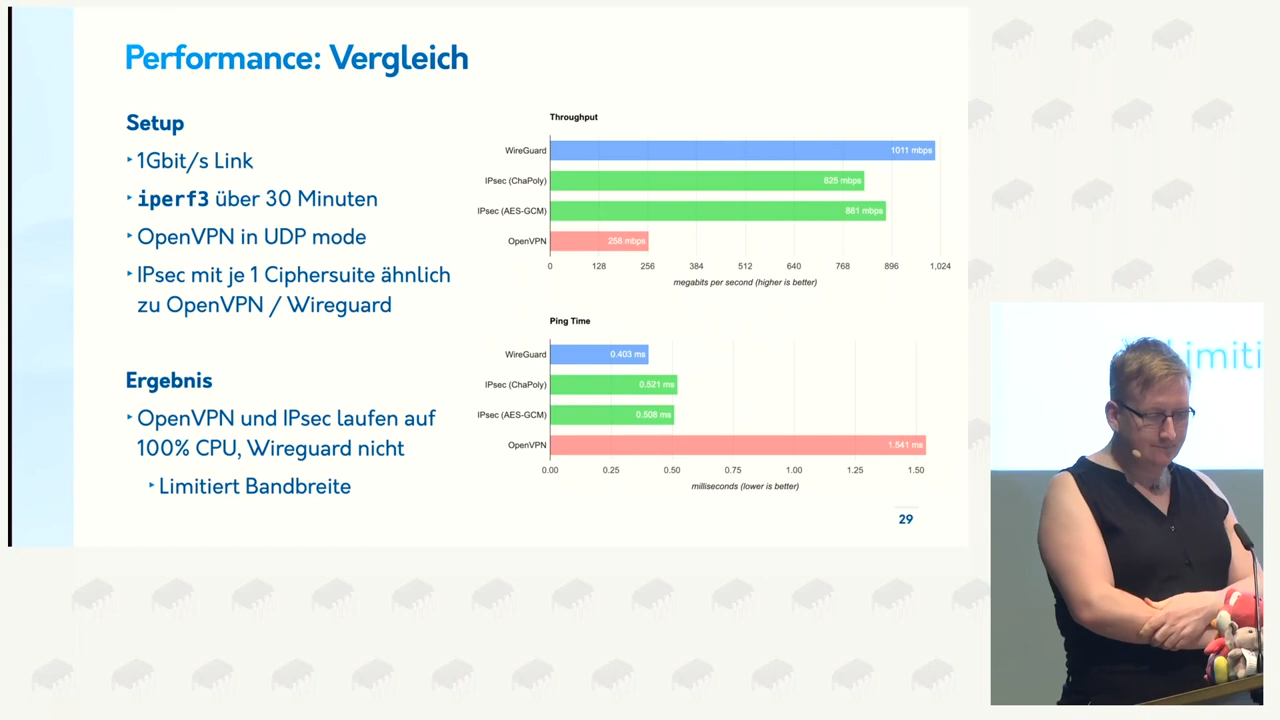 Performance: Vergleich
Setup
1Gbit/s Link
iperf3 über 30 Minuten
OpenVPN in UDP mode
IPsec mit je 1 Ciphersuite ähnlich
zu OpenVPN / Wireguard
Ergebnis
OpenVPN und IPsec laufen auf
100% CPU, Wireguard nicht
Limitiert Bandbreite
Throughput
WireGuard 1011 mbps
IPsec (ChaPoly) 825 mbps
IPsec (AES-GCM) 881 mbps
OpenVPN 258 mbps
0 128 256 384 512 640 768 896 1,024
megabits per second (higher is better)
Ping Time
WireGuard 0.403 ms
IPsec (ChaPoly) 0.521 ms
IPsec (AES-GCM) 0.508 ms
OpenVPN 1.541 ms
0.00 0.25 0.50 0.75 1.00 1.25 1.50
milliseconds (lower is better)
29
Limiti